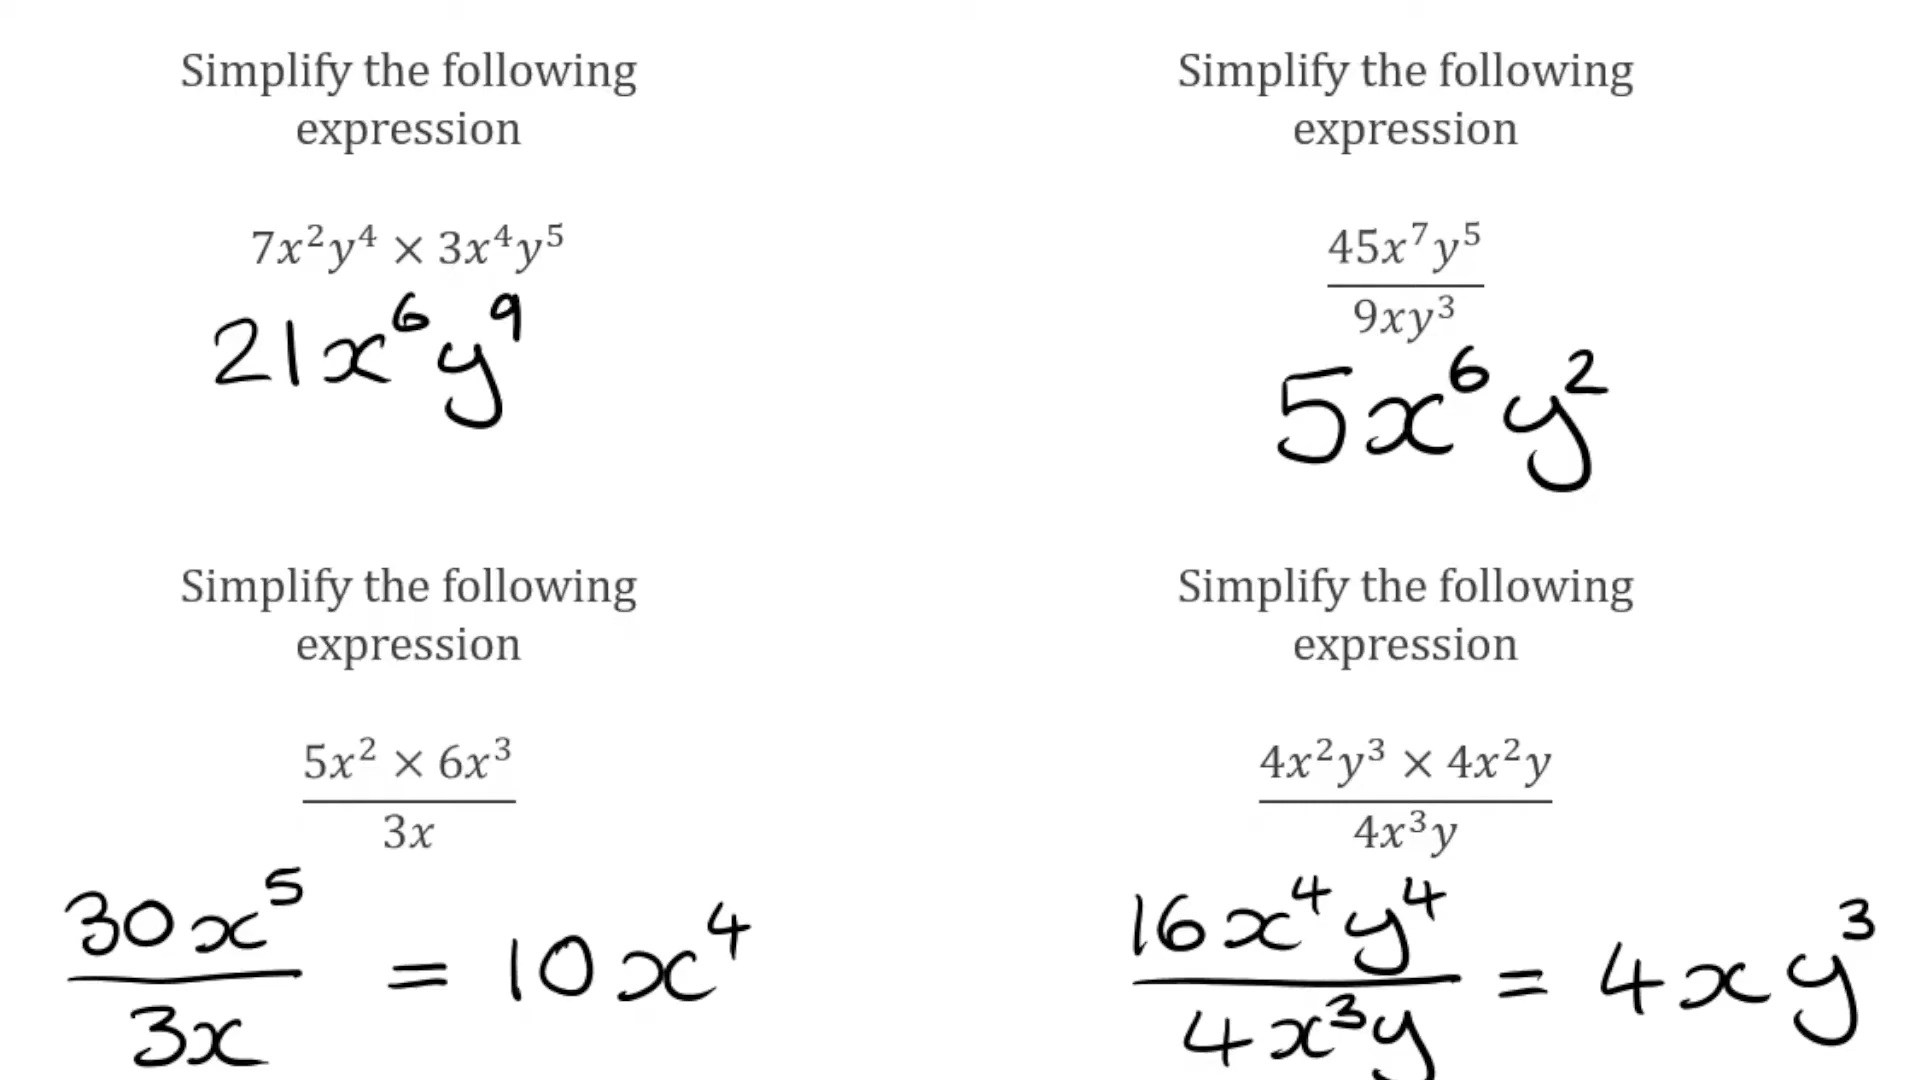 Simplify the following
expression
7x²y⁴ × 3x⁴y⁵
21x⁶y⁹
Simplify the following
expression
45x⁷y⁵
9xy³
5x⁶y²
Simplify the following
expression
5x² × 6x³
3x
30x⁵
3x
= 10x⁴
Simplify the following
expression
4x²y³ × 4x²y
4x³y
16x⁴y⁴
4x³y
= 4xy³